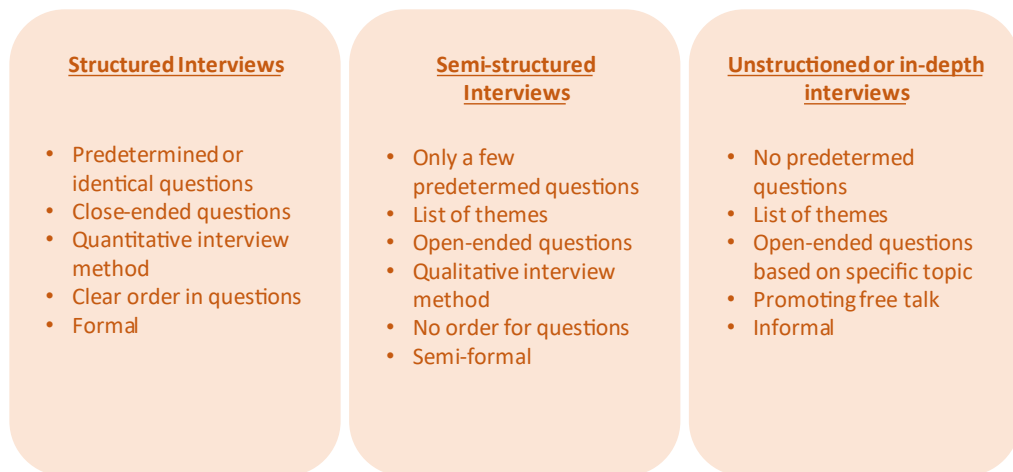 Structured Interviews
• Predetermined or
identical questions
• Close-ended questions
• Quantitative interview
method
• Clear order in questions
• Formal
Semi-structured
Interviews
• Only a few
predetermed questions
• List of themes
• Open-ended questions
• Qualitative interview
method
• No order for questions
• Semi-formal
Unstructioned or in-depth
interviews
• No predetermed
questions
• List of themes
• Open-ended questions
based on specific topic
• Promoting free talk
• Informal